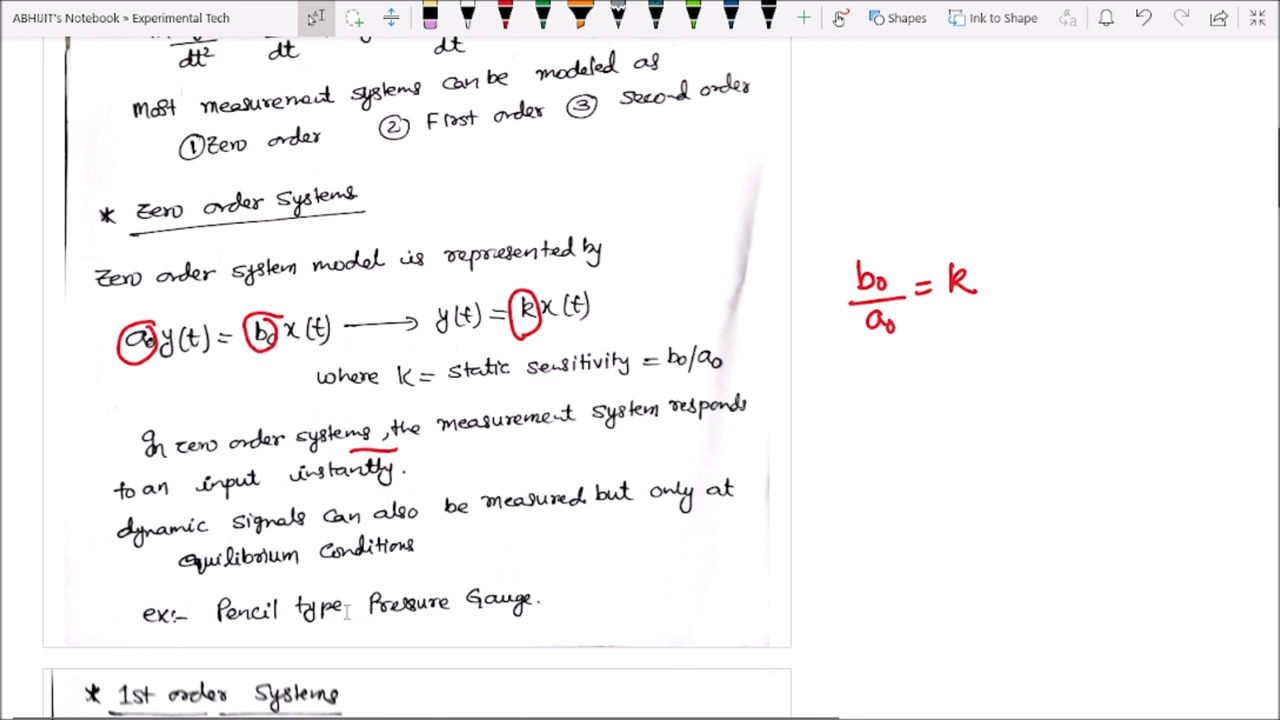 ABHIJIT's Notebook » Experimental Tech
Shapes
Ink to Shape
dt² dt dt
Most measurement systems can be modeled as
① Zero order ② First order ③ Second order
* Zero order Systems
Zero order system model is represented by
a₀y(t) = b₀x(t) ⟶ y(t) = kx(t)
b₀/a₀ = k
where K = static sensitivity = b₀/a₀
In zero order systems, the measurement system responds
to an input instantly.
dynamic signals can also be measured but only at
equilibrium conditions
ex:- Pencil type Pressure Gauge.
* 1st order Systems